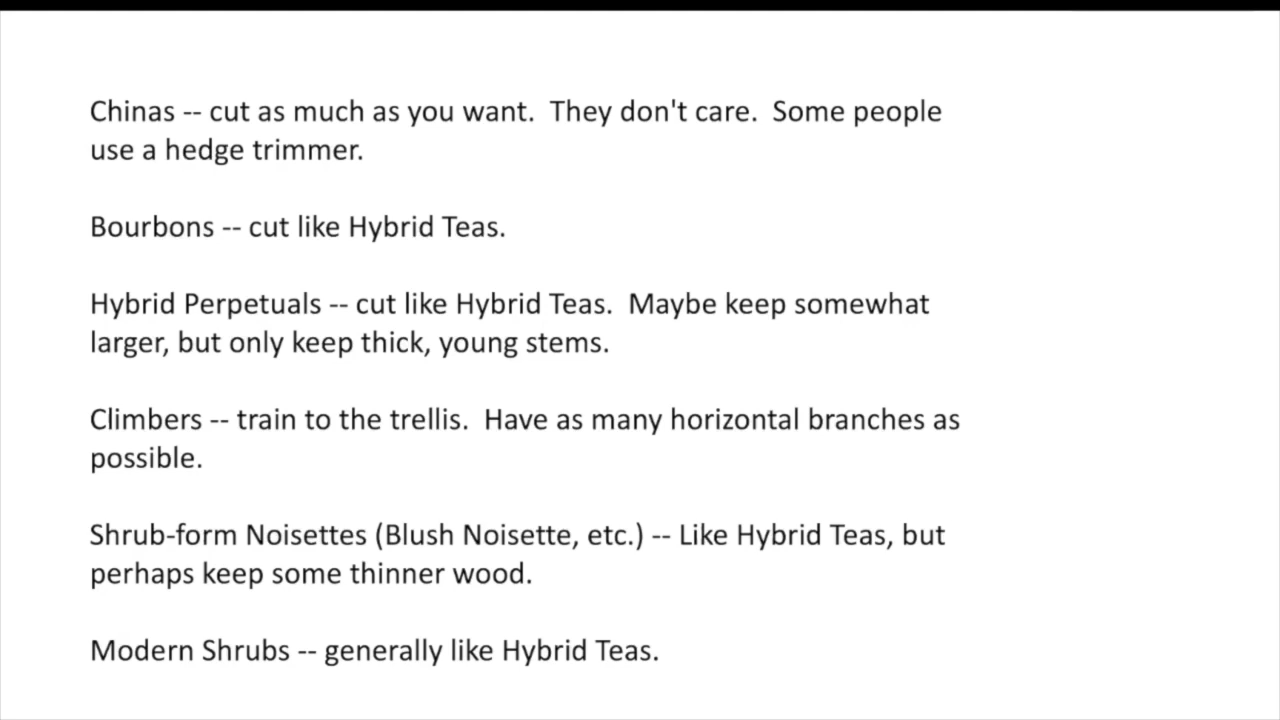 Chinas -- cut as much as you want.  They don't care.  Some people
use a hedge trimmer.
Bourbons -- cut like Hybrid Teas.
Hybrid Perpetuals -- cut like Hybrid Teas.  Maybe keep somewhat
larger, but only keep thick, young stems.
Climbers -- train to the trellis.  Have as many horizontal branches as
possible.
Shrub-form Noisettes (Blush Noisette, etc.) -- Like Hybrid Teas, but
perhaps keep some thinner wood.
Modern Shrubs -- generally like Hybrid Teas.